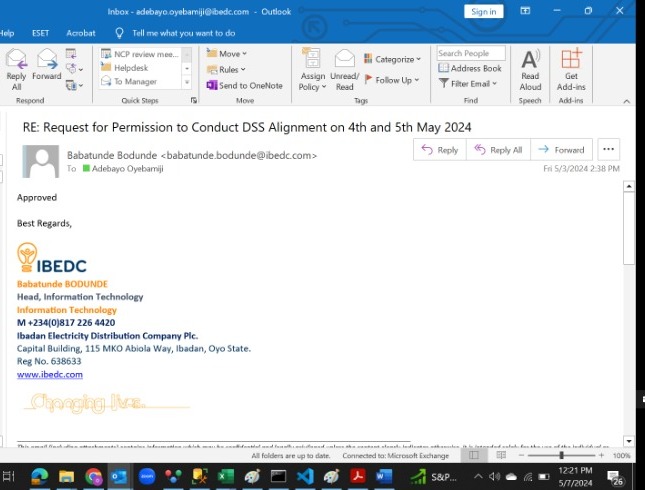 Inbox - adebayo.oyebamiji@ibedc.com - Outlook
Sign in
Help ESET Acrobat Tell me what you want to do
Reply All
Forward
Respond
NCP review mee...
Helpdesk
To Manager
Quick Steps
Move
Rules
Send to OneNote
Move
Assign Policy
Unread/ Read
Categorize
Follow Up
Tags
Search People
Address Book
Filter Email
Find
Read Aloud
Speech
Get Add-ins
Add-ins
RE: Request for Permission to Conduct DSS Alignment on 4th and 5th May 2024
Babatunde Bodunde <babatunde.bodunde@ibedc.com>
To Adebayo Oyebamiji
Reply Reply All Forward ...
Fri 5/3/2024 2:38 PM
Approved
Best Regards,
IBEDC
Babatunde BODUNDE
Head, Information Technology
Information Technology
M +234(0)817 226 4420
Ibadan Electricity Distribution Company Plc.
Capital Building, 115 MKO Abiola Way, Ibadan, Oyo State.
Reg No. 638633
www.ibedc.com
Changing lives.
All folders are up to date. Connected to: Microsoft Exchange 100%
zoom
S&P...
12:21 PM
5/7/2024
26